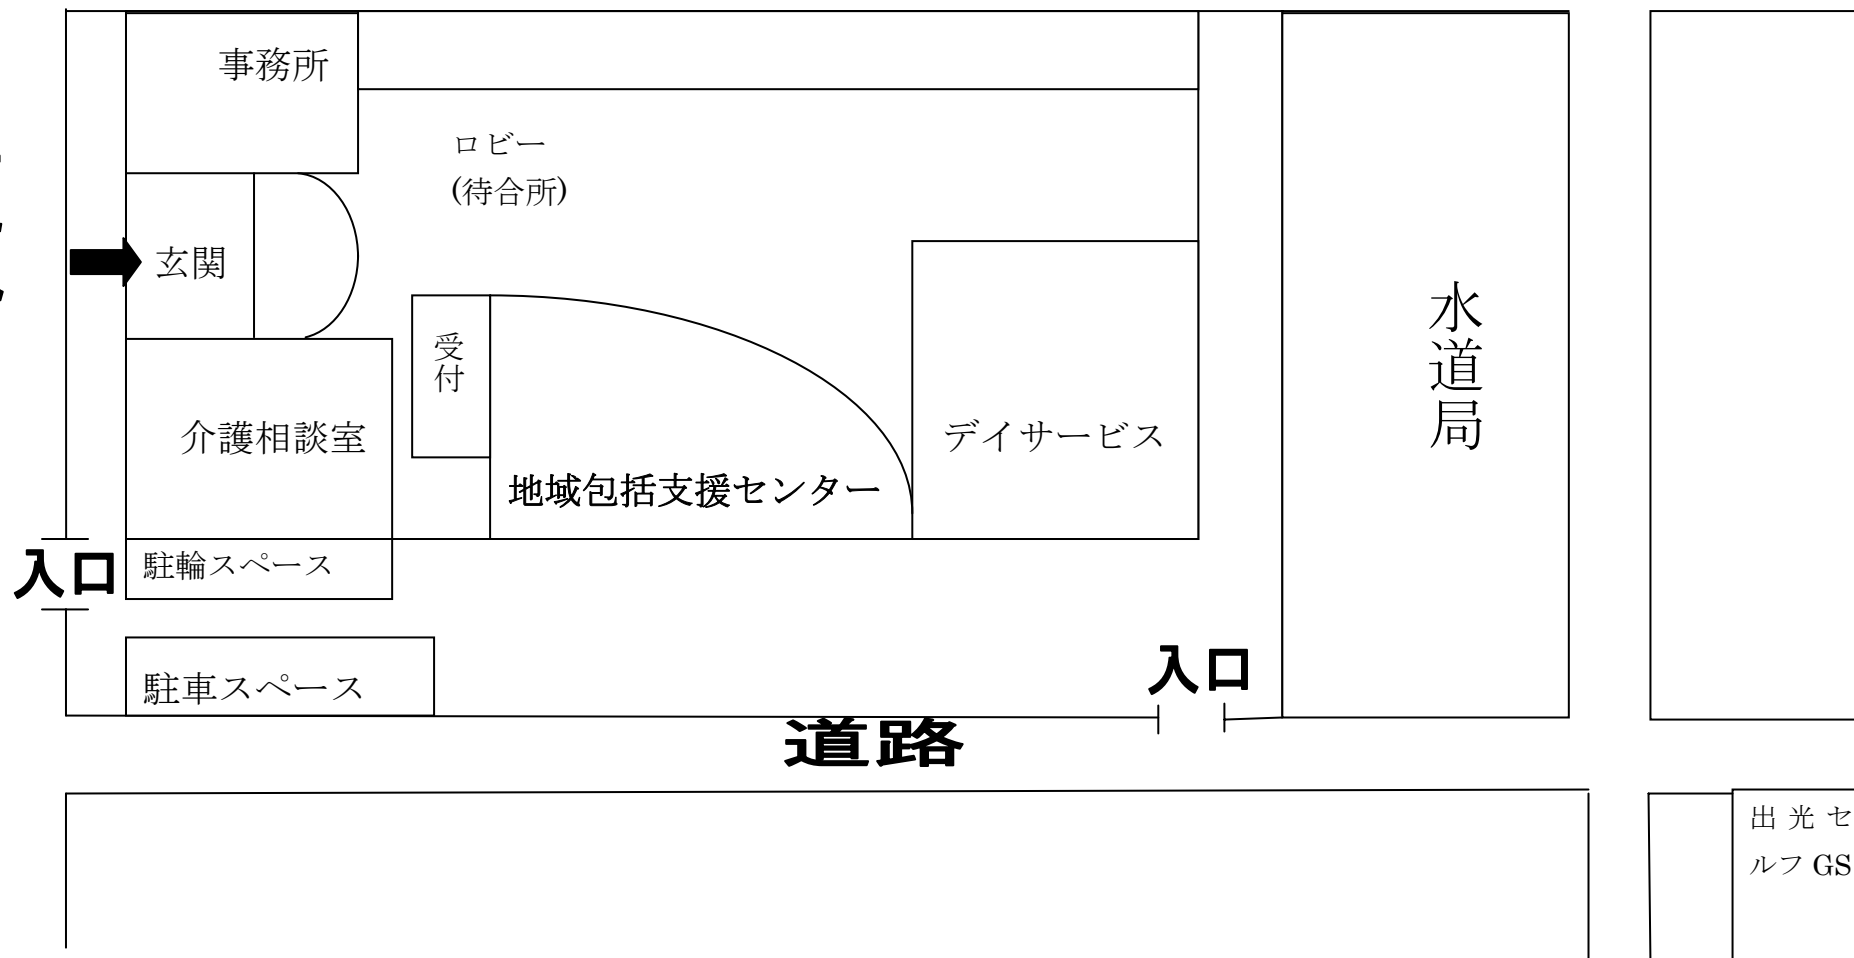 事務所
ロビー
(待合所)
玄関
受付
介護相談室
地域包括支援センター
デイサービス
水道局
入口
駐輪スペース
駐車スペース
入口
道路
出光セ
ルフ GS